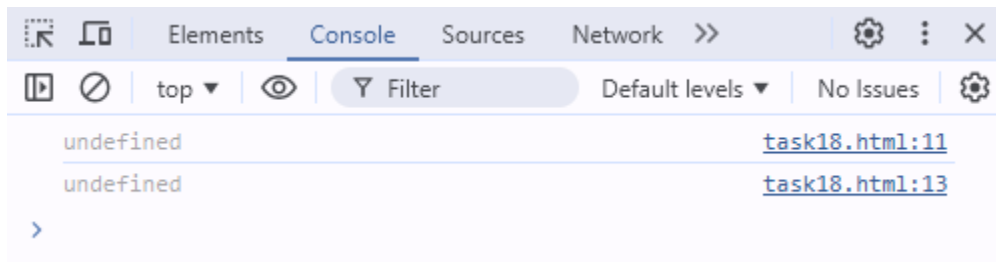 Elements Console Sources Network
top Filter Default levels No Issues
undefined task18.html:11
undefined task18.html:13